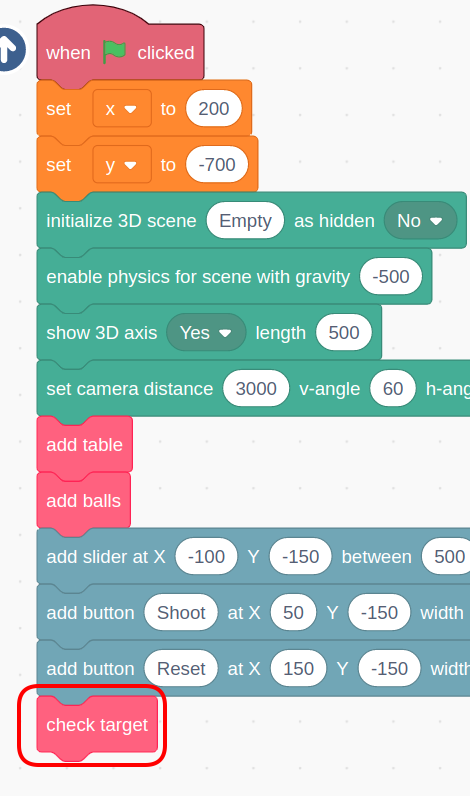 when clicked
set x to 200
set y to -700
initialize 3D scene Empty as hidden No
enable physics for scene with gravity -500
show 3D axis Yes length 500
set camera distance 3000 v-angle 60 h-ang
add table
add balls
add slider at X -100 Y -150 between 500
add button Shoot at X 50 Y -150 width
add button Reset at X 150 Y -150 width
check target